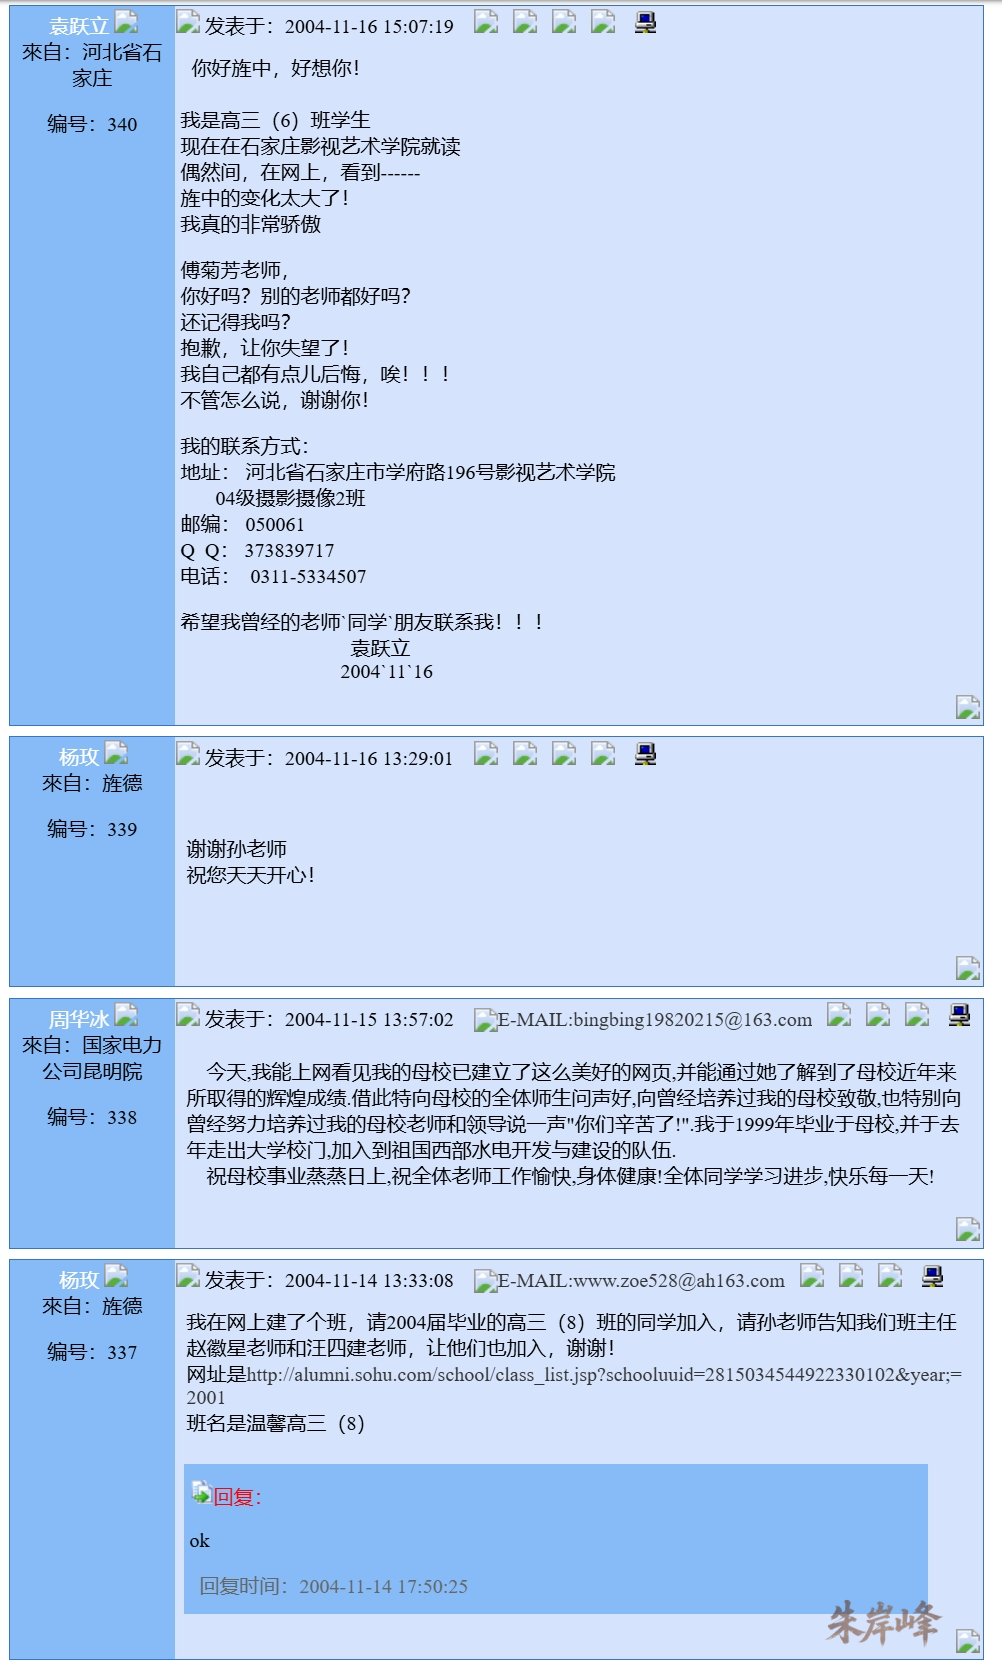 袁跃立
來自：河北省石
家庄
编号：340
发表于：2004-11-16 15:07:19
你好旌中，好想你！
我是高三（6）班学生
现在在石家庄影视艺术学院就读
偶然间，在网上，看到------
旌中的变化太大了！
我真的非常骄傲
傅菊芳老师，
你好吗？别的老师都好吗？
还记得我吗？
抱歉，让你失望了！
我自己都有点儿后悔，唉！！！
不管怎么说，谢谢你！
我的联系方式：
地址： 河北省石家庄市学府路196号影视艺术学院
04级摄影摄像2班
邮编： 050061
Q Q： 373839717
电话： 0311-5334507
希望我曾经的老师`同学`朋友联系我！！！
袁跃立
2004`11`16
杨玫
來自：旌德
编号：339
发表于：2004-11-16 13:29:01
谢谢孙老师
祝您天天开心！
周华冰
來自：国家电力
公司昆明院
编号：338
发表于：2004-11-15 13:57:02 E-MAIL:bingbing19820215@163.com
今天,我能上网看见我的母校已建立了这么美好的网页,并能通过她了解到了母校近年来
所取得的辉煌成绩.借此特向母校的全体师生问声好,向曾经培养过我的母校致敬,也特别向
曾经努力培养过我的母校老师和领导说一声"你们辛苦了!".我于1999年毕业于母校,并于去
年走出大学校门,加入到祖国西部水电开发与建设的队伍.
祝母校事业蒸蒸日上,祝全体老师工作愉快,身体健康!全体同学学习进步,快乐每一天!
杨玫
來自：旌德
编号：337
发表于：2004-11-14 13:33:08 E-MAIL:www.zoe528@ah163.com
我在网上建了个班，请2004届毕业的高三（8）班的同学加入，请孙老师告知我们班主任
赵徽星老师和汪四建老师，让他们也加入，谢谢！
网址是http://alumni.sohu.com/school/class_list.jsp?schooluuid=2815034544922330102&year;=
2001
班名是温馨高三（8）
回复：
ok
回复时间：2004-11-14 17:50:25
朱岸峰